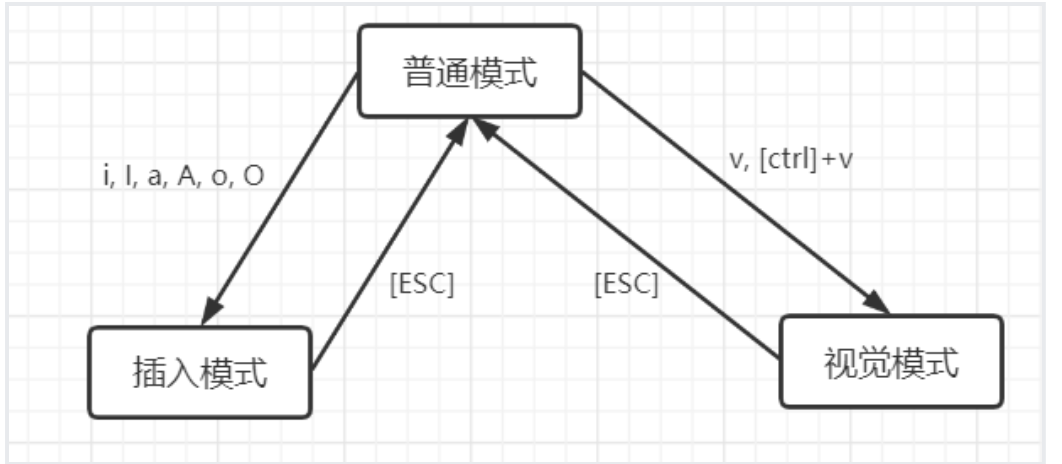 普通模式
i, I, a, A, o, O
v, [ctrl]+v
[ESC]
[ESC]
插入模式
视觉模式